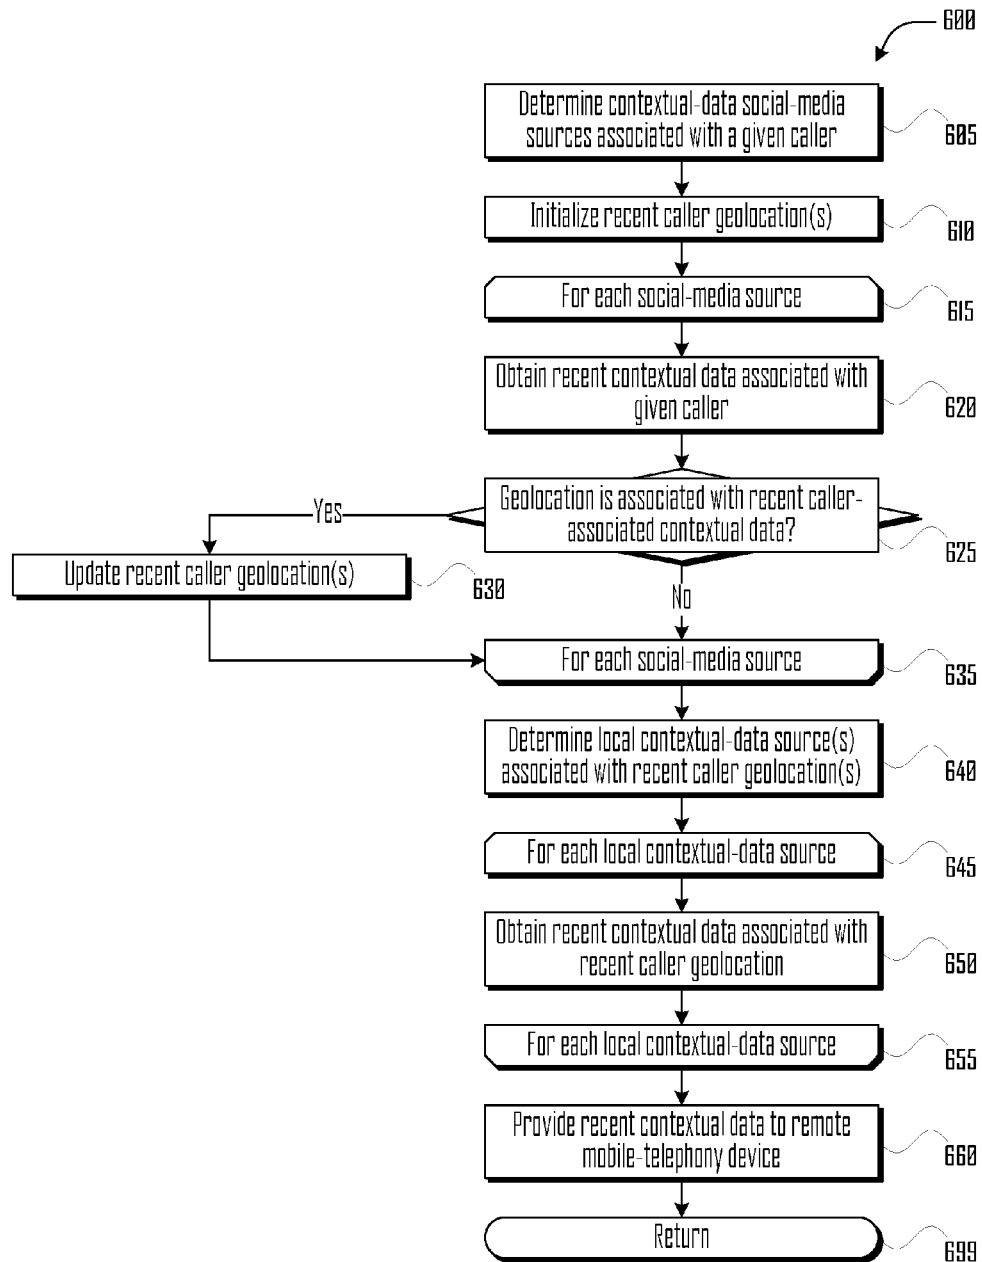 600
Determine contextual-data social-media
sources associated with a given caller
605
Initialize recent caller geolocation(s)
610
For each social-media source
615
Obtain recent contextual data associated with
given caller
620
Geolocation is associated with recent caller-
associated contextual data?
625
Yes
Update recent caller geolocation(s)
630
No
For each social-media source
635
Determine local contextual-data source(s)
associated with recent caller geolocation(s)
640
For each local contextual-data source
645
Obtain recent contextual data associated with
recent caller geolocation
650
For each local contextual-data source
655
Provide recent contextual data to remote
mobile-telephony device
660
Return
699